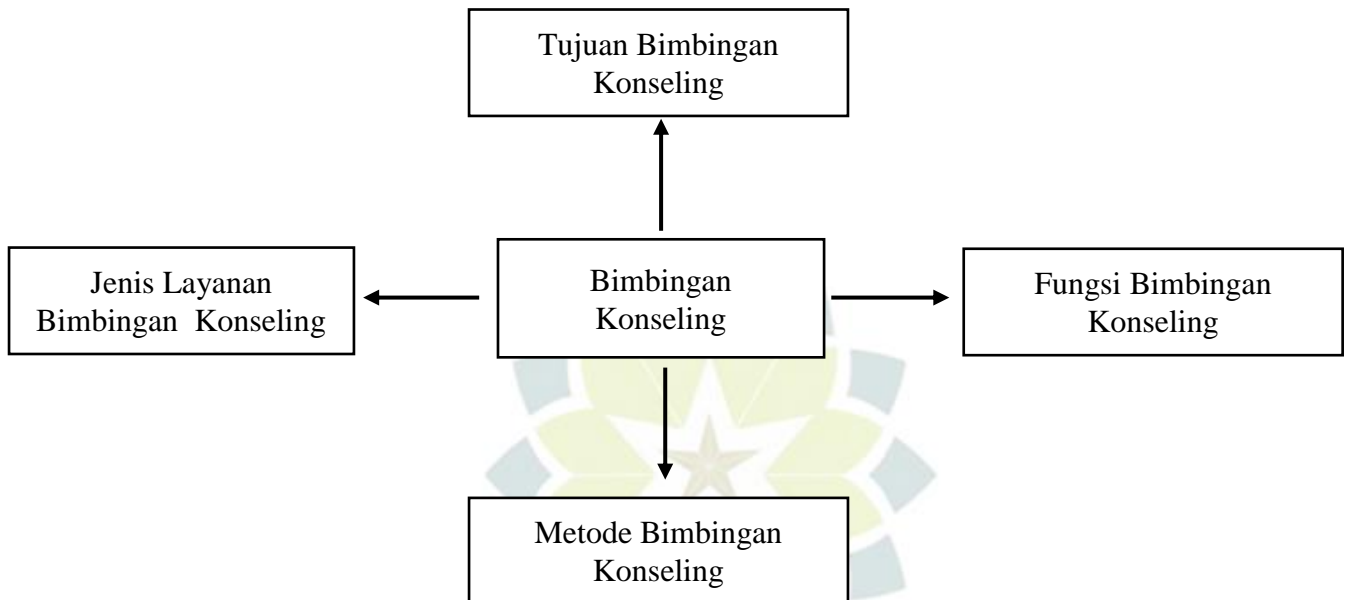 Tujuan Bimbingan
Konseling
Jenis Layanan
Bimbingan  Konseling
Bimbingan
Konseling
Fungsi Bimbingan
Konseling
Metode Bimbingan
Konseling